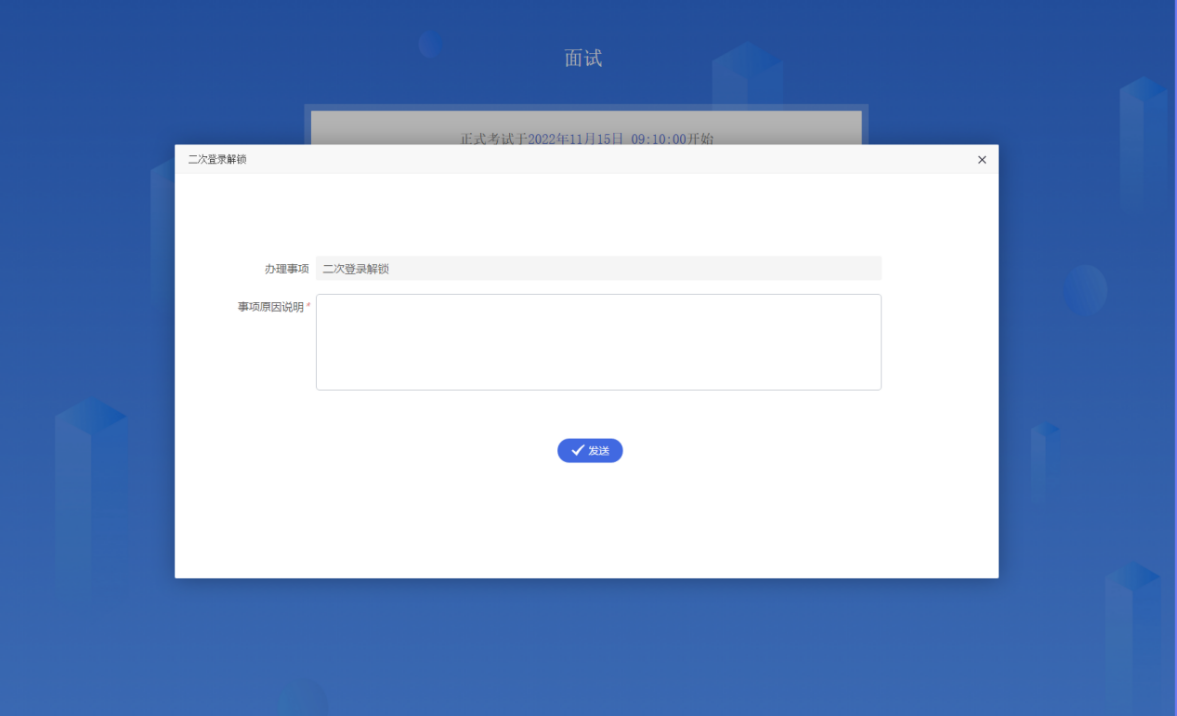 面试
正式考试于2022年11月15日 09:10:00开始
二次登录解锁
办理事项 二次登录解锁
事项原因说明*
发送